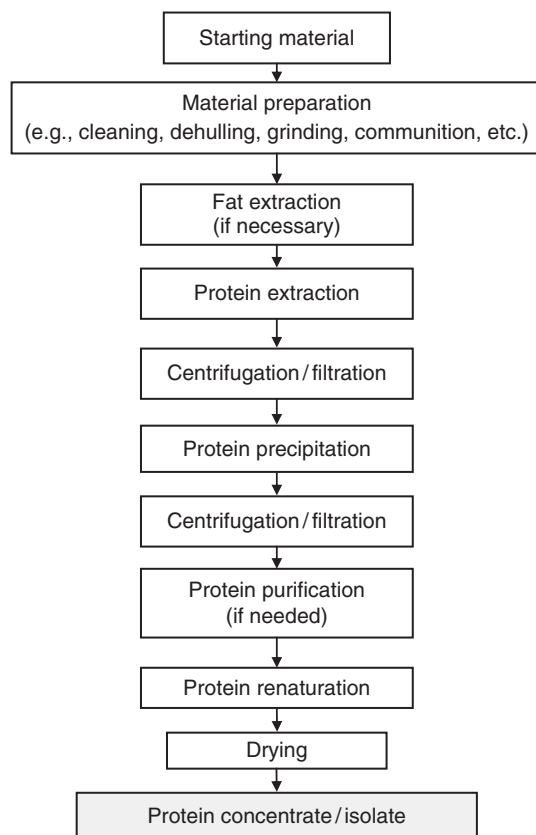 Starting material
Material preparation
(e.g., cleaning, dehulling, grinding, communition, etc.)
Fat extraction
(if necessary)
Protein extraction
Centrifugation/filtration
Protein precipitation
Centrifugation/filtration
Protein purification
(if needed)
Protein renaturation
Drying
Protein concentrate/isolate